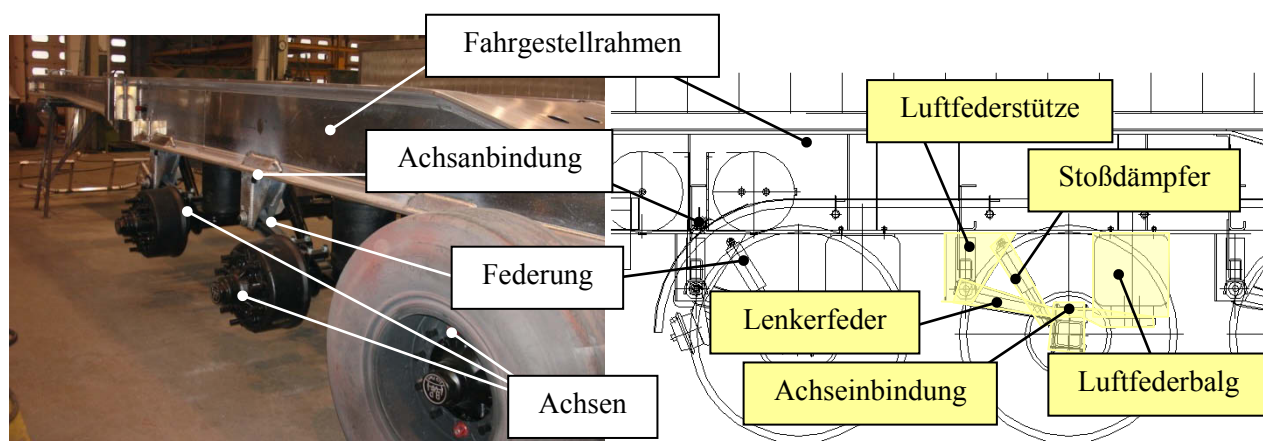 Fahrgestellrahmen
Luftfederstütze
Achsanbindung
Stoßdämpfer
Federung
Lenkerfeder
Achseinbindung
Luftfederbalg
Achsen